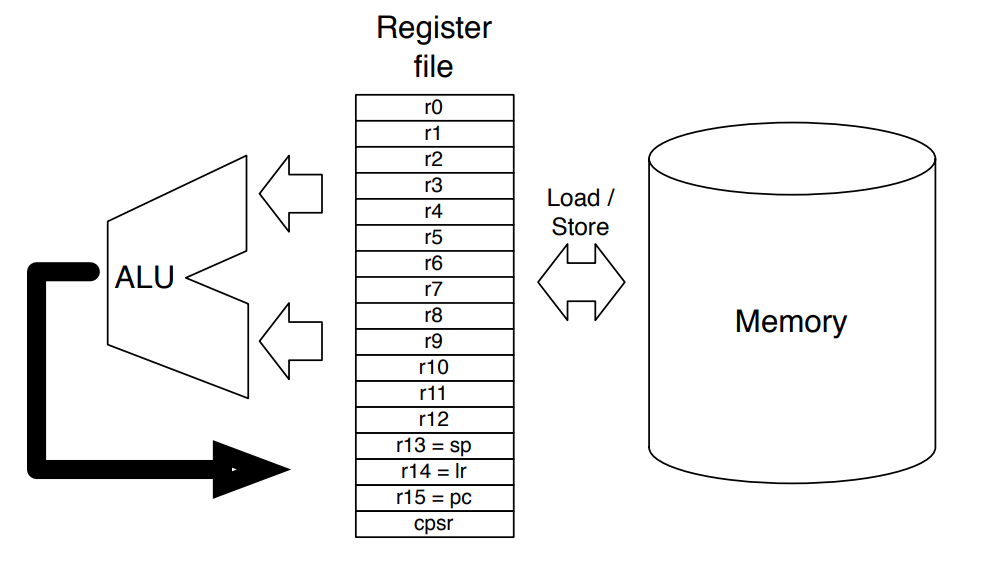 Register
file
r0
r1
r2
r3
r4
r5
r6
r7
r8
r9
r10
r11
r12
r13 = sp
r14 = lr
r15 = pc
cpsr
ALU
Load /
Store
Memory